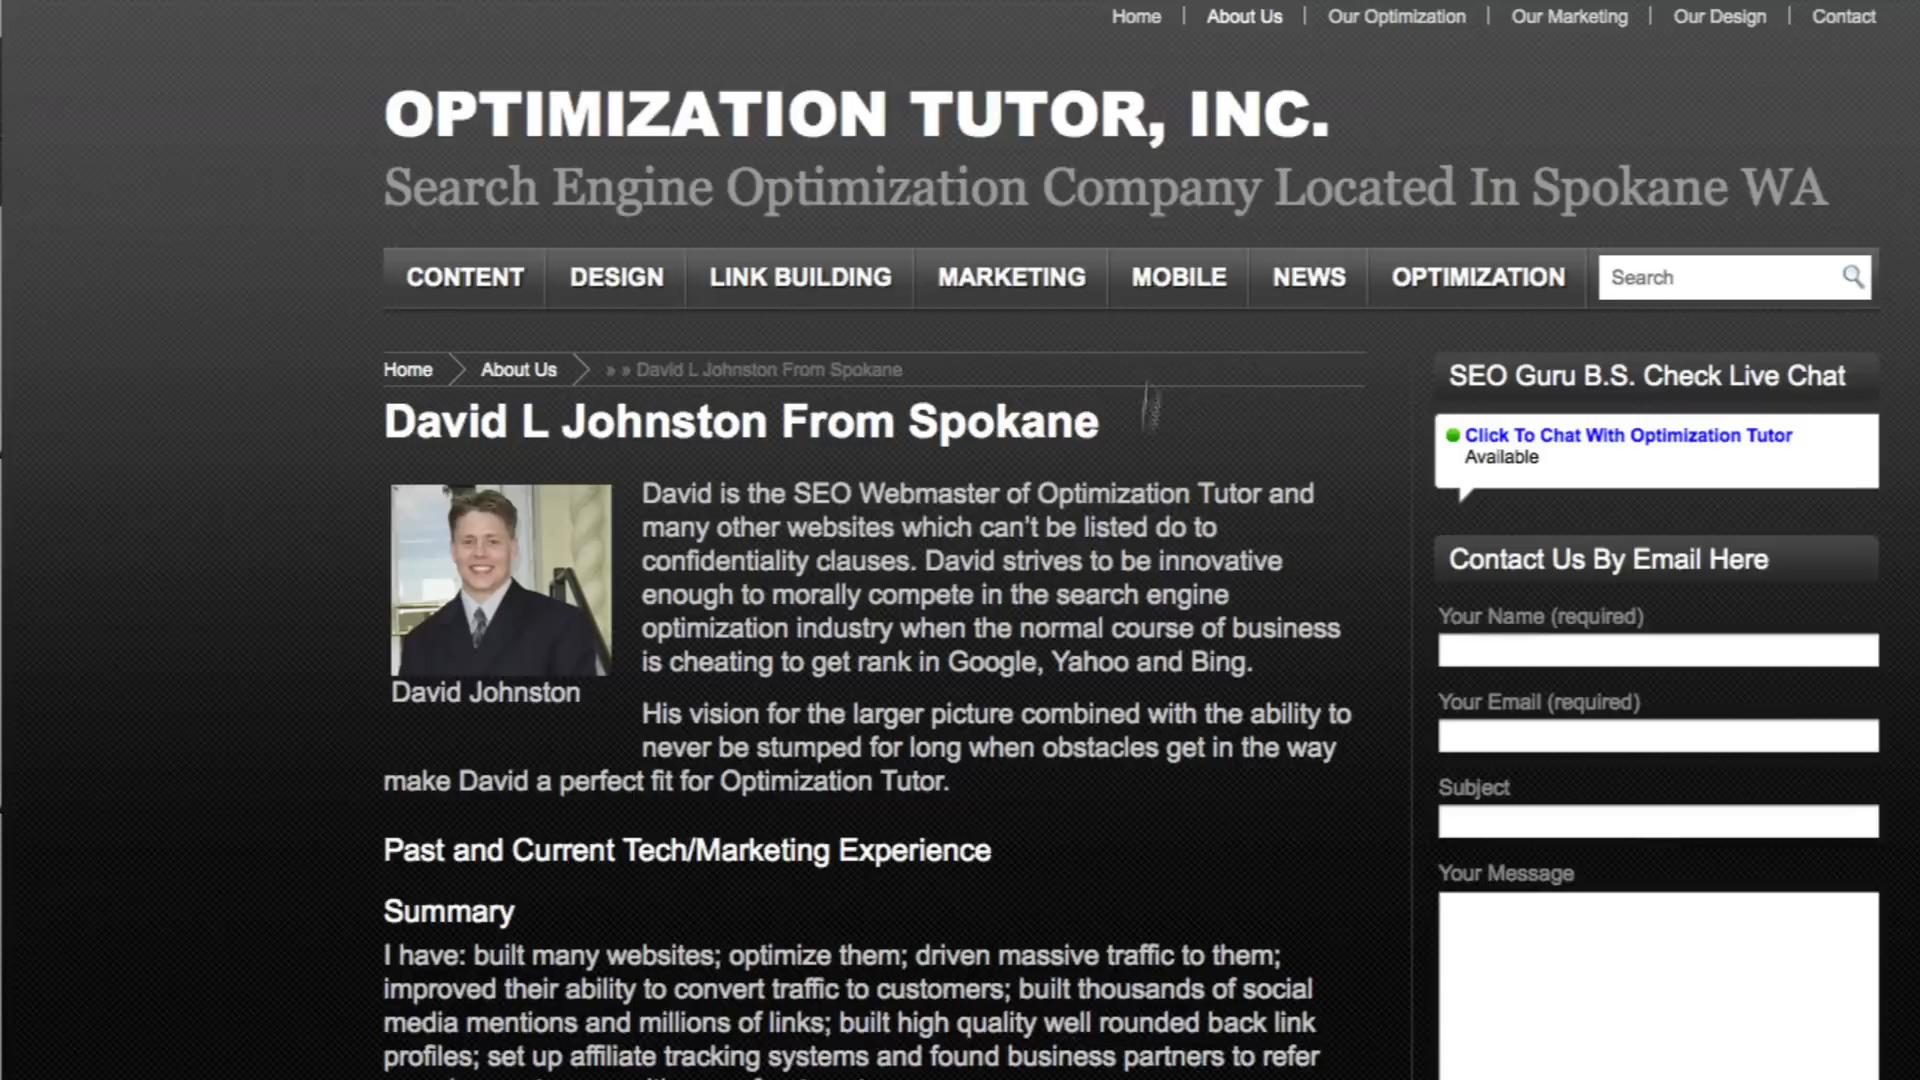 Home | About Us | Our Optimization | Our Marketing | Our Design | Contact
OPTIMIZATION TUTOR, INC.
Search Engine Optimization Company Located In Spokane WA
CONTENT DESIGN LINK BUILDING MARKETING MOBILE NEWS OPTIMIZATION Search
Home About Us » » David L Johnston From Spokane
David L Johnston From Spokane
David is the SEO Webmaster of Optimization Tutor and
many other websites which can't be listed do to
confidentiality clauses. David strives to be innovative
enough to morally compete in the search engine
optimization industry when the normal course of business
is cheating to get rank in Google, Yahoo and Bing.
David Johnston
His vision for the larger picture combined with the ability to
never be stumped for long when obstacles get in the way
make David a perfect fit for Optimization Tutor.
Past and Current Tech/Marketing Experience
Summary
I have: built many websites; optimize them; driven massive traffic to them;
improved their ability to convert traffic to customers; built thousands of social
media mentions and millions of links; built high quality well rounded back link
profiles; set up affiliate tracking systems and found business partners to refer
SEO Guru B.S. Check Live Chat
Click To Chat With Optimization Tutor
Available
Contact Us By Email Here
Your Name (required)
Your Email (required)
Subject
Your Message